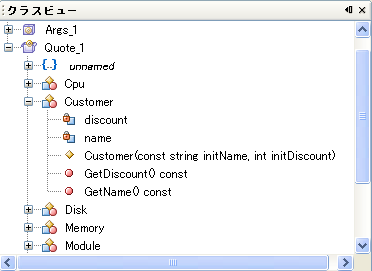 クラスビュー
Args_1
Quote_1
{..} unnamed
Cpu
Customer
discount
name
Customer(const string initName, int initDiscount)
GetDiscount() const
GetName() const
Disk
Memory
Module